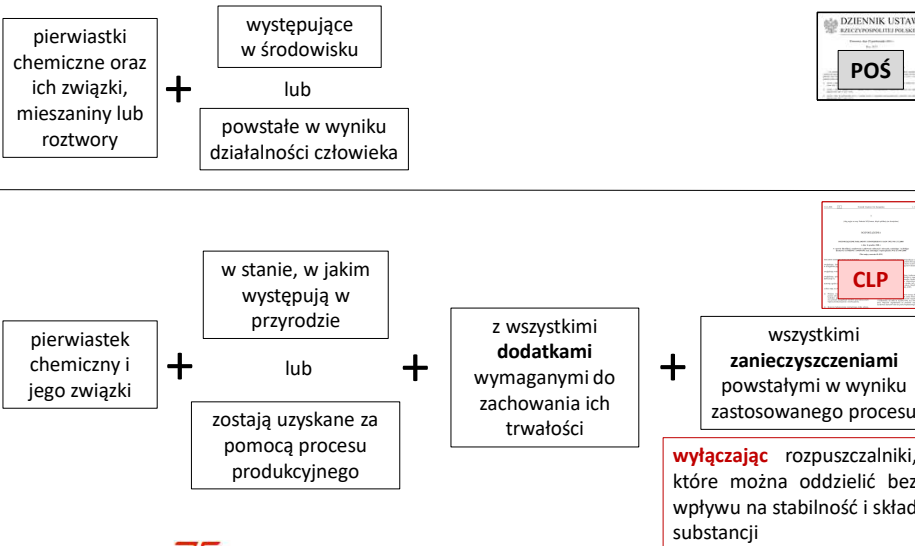 pierwiastki
chemiczne oraz
ich związki,
mieszaniny lub
roztwory
+
występujące
w środowisku
lub
powstałe w wyniku
działalności człowieka
DZIENNIK USTAW
RZECZYPOSPOLITEJ POLSKIE
POŚ
pierwiastek
chemiczny i
jego związki
+
w stanie, w jakim
występują w
przyrodzie
lub
zostają uzyskane za
pomocą procesu
produkcyjnego
+
z wszystkimi
dodatkami
wymaganymi do
zachowania ich
trwałości
+
CLP
wszystkimi
zanieczyszczeniami
powstałymi w wyniku
zastosowanego procesu
wyłączając rozpuszczalniki,
które można oddzielić bez
wpływu na stabilność i skład
substancji